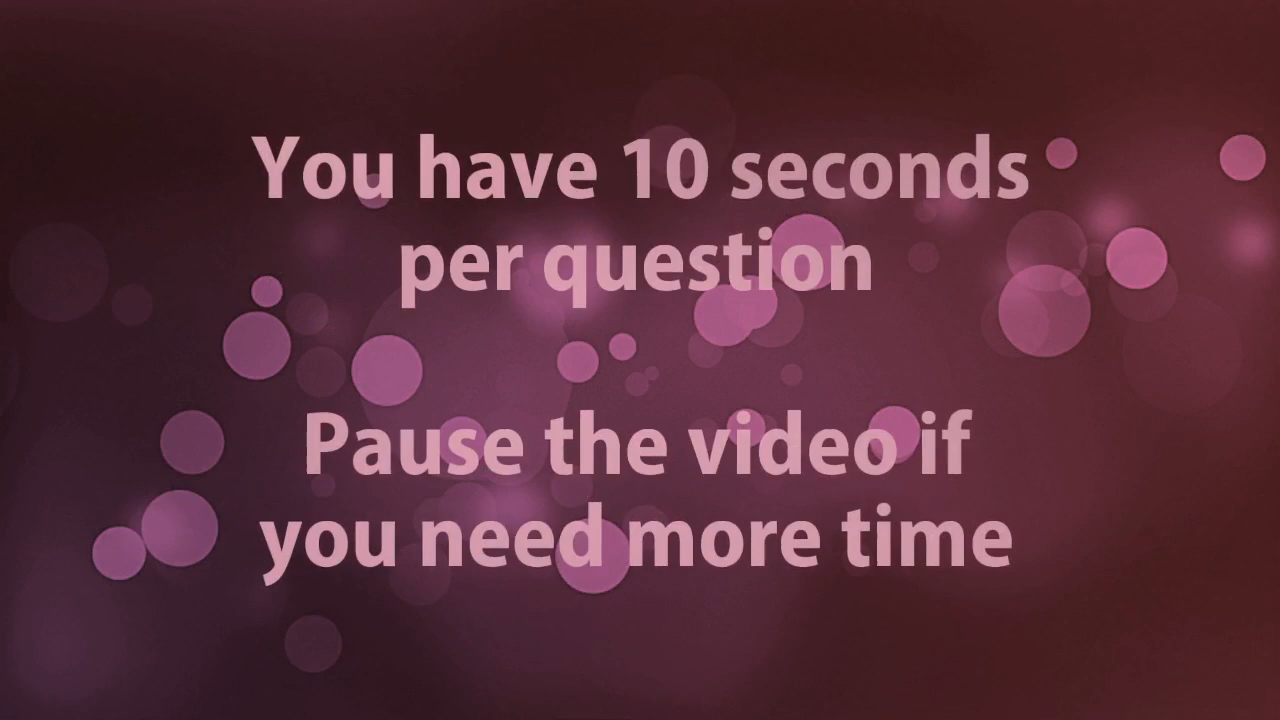 You have 10 seconds
per question
Pause the video if
you need more time